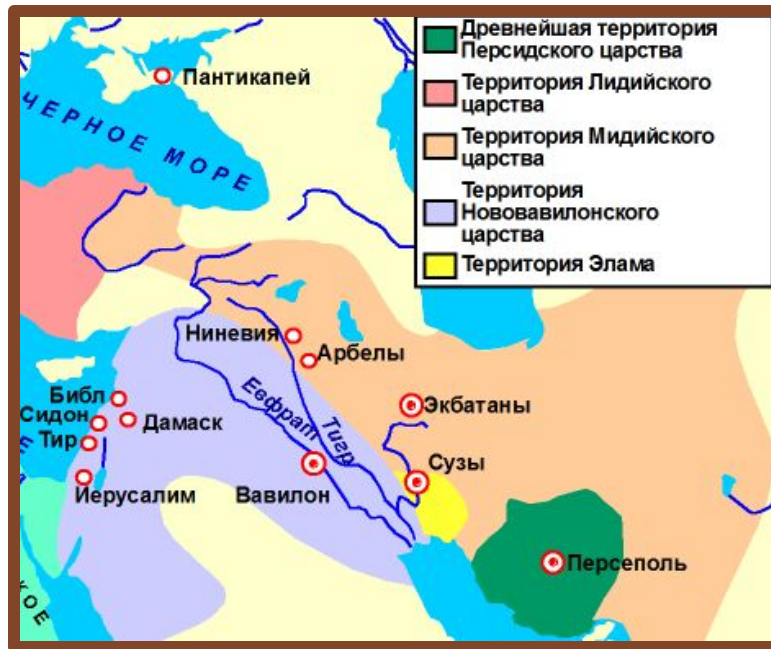 Древнейшая территория
Персидского царства
Территория Лидийского
царства
Территория Мидийского
царства
Территория
Нововавилонского
царства
Территория Элама
Пантикапей
ЧЕРНОЕ МОРЕ
Ниневия
Арбелы
Библ
Сидон
Тир
Дамаск
Иерусалим
Евфрат
Тигр
Вавилон
Экбатаны
Сузы
Персеполь
КОЕ